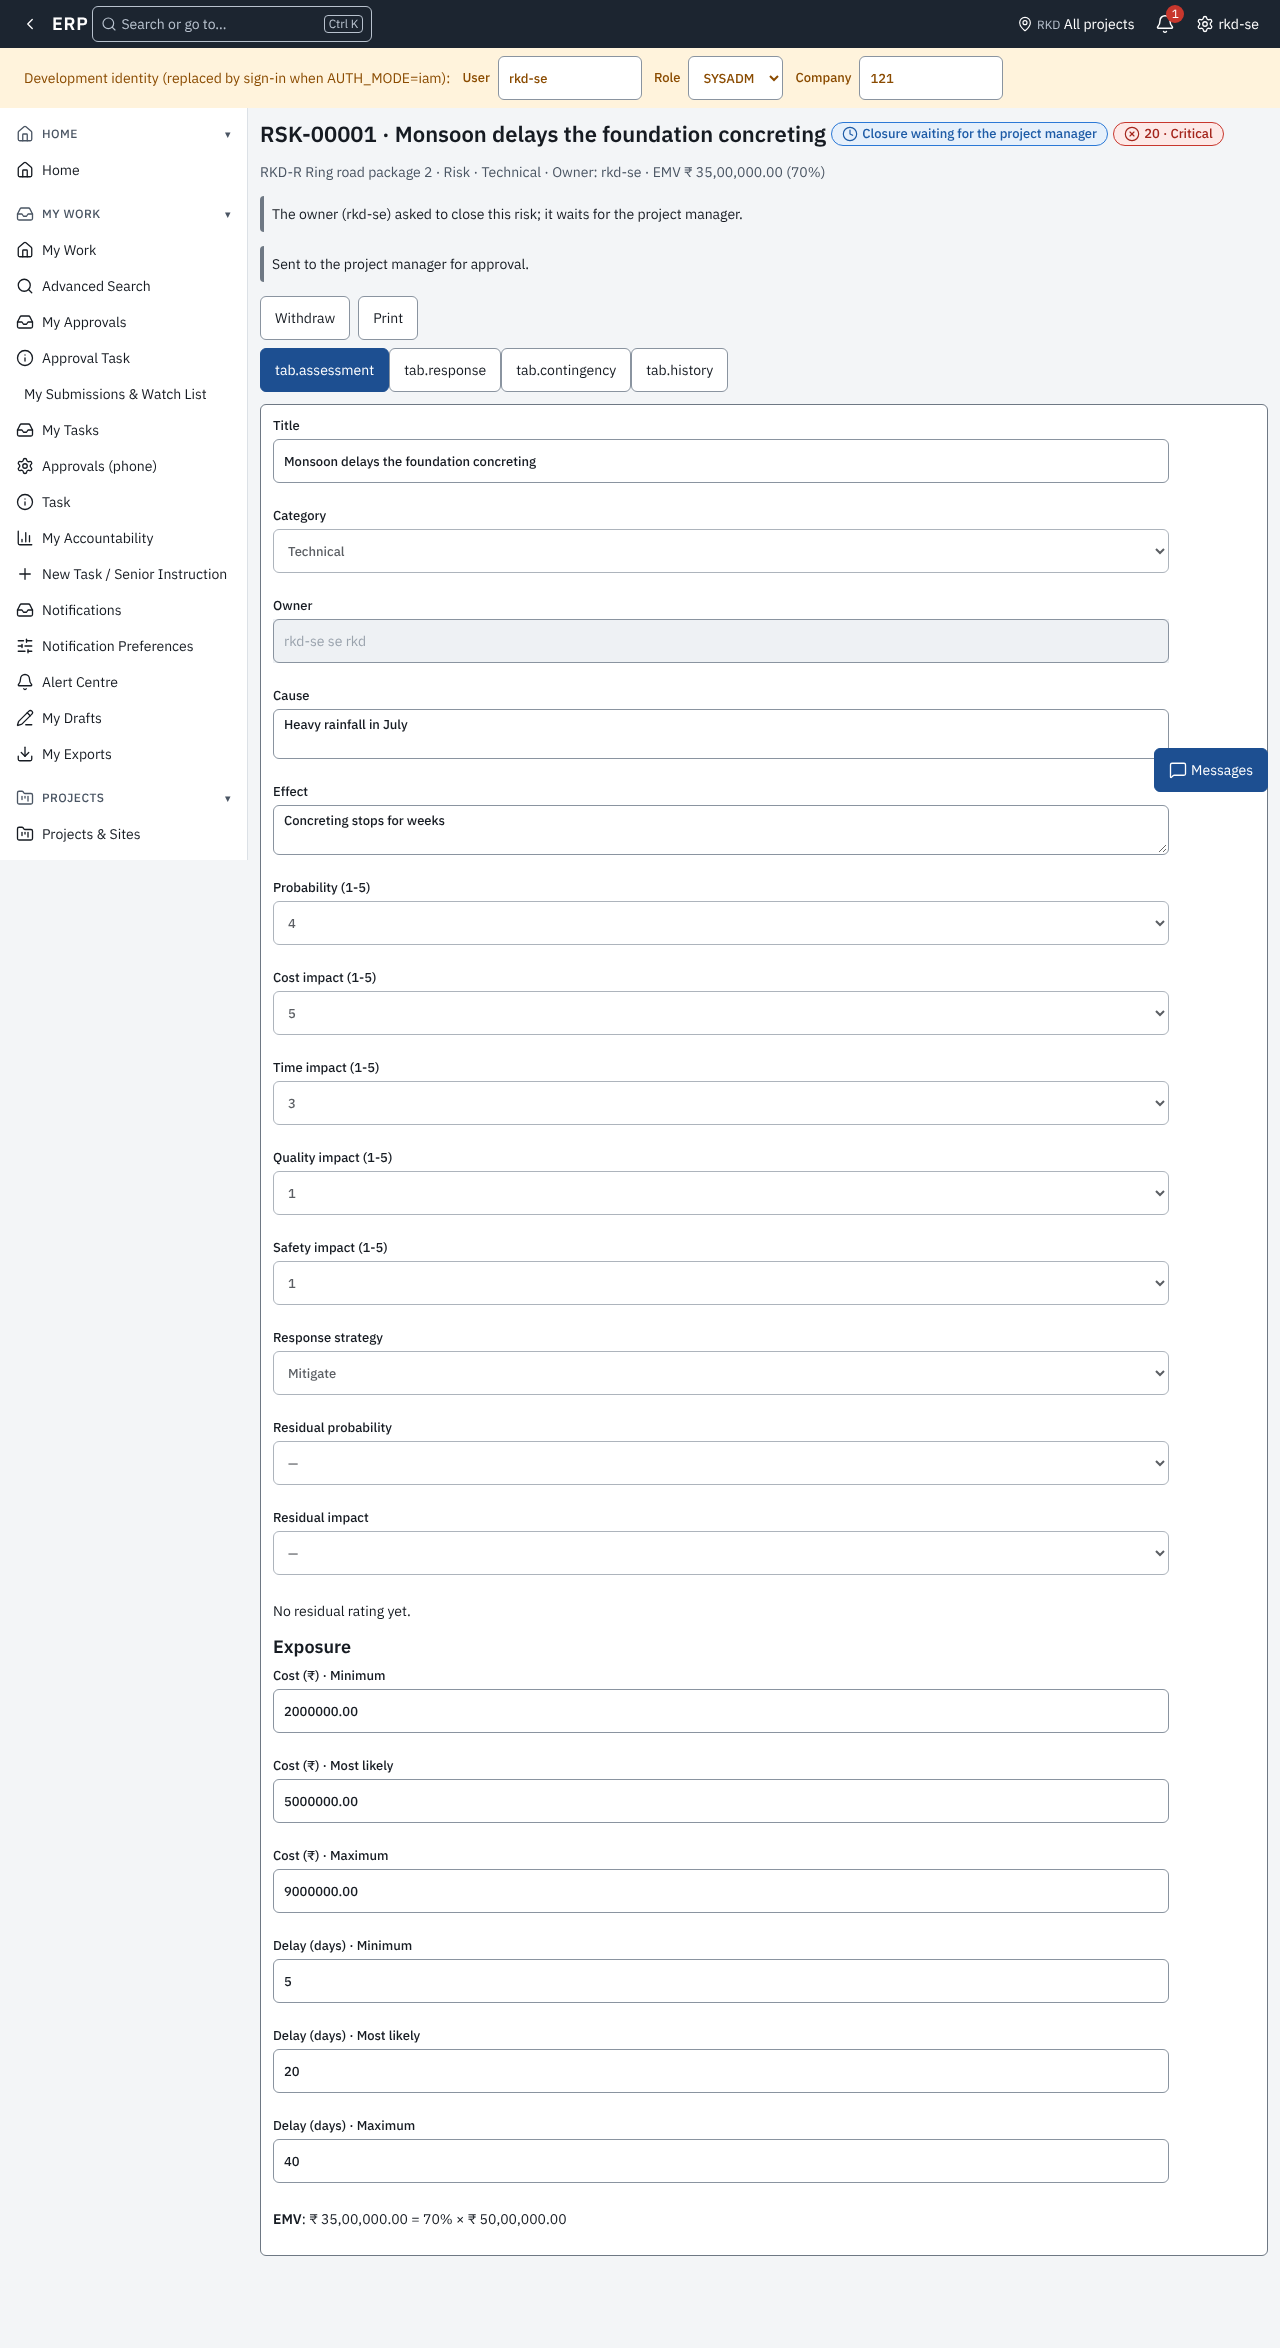 ERP
Search or go to...
Ctrl K
RKD All projects
1
rkd-se
Development identity (replaced by sign-in when AUTH_MODE=iam):
User
rkd-se
Role
SYSADM
Company
121
HOME
Home
MY WORK
My Work
Advanced Search
My Approvals
Approval Task
My Submissions & Watch List
My Tasks
Approvals (phone)
Task
My Accountability
New Task / Senior Instruction
Notifications
Notification Preferences
Alert Centre
My Drafts
My Exports
PROJECTS
Projects & Sites
RSK-00001 · Monsoon delays the foundation concreting
Closure waiting for the project manager
20 · Critical
RKD-R Ring road package 2 · Risk · Technical · Owner: rkd-se · EMV ₹ 35,00,000.00 (70%)
The owner (rkd-se) asked to close this risk; it waits for the project manager.
Sent to the project manager for approval.
Withdraw
Print
tab.assessment
tab.response
tab.contingency
tab.history
Title
Monsoon delays the foundation concreting
Category
Technical
Owner
rkd-se se rkd
Cause
Heavy rainfall in July
Messages
Effect
Concreting stops for weeks
Probability (1-5)
4
Cost impact (1-5)
5
Time impact (1-5)
3
Quality impact (1-5)
1
Safety impact (1-5)
1
Response strategy
Mitigate
Residual probability
—
Residual impact
—
No residual rating yet.
Exposure
Cost (₹) · Minimum
2000000.00
Cost (₹) · Most likely
5000000.00
Cost (₹) · Maximum
9000000.00
Delay (days) · Minimum
5
Delay (days) · Most likely
20
Delay (days) · Maximum
40
EMV: ₹ 35,00,000.00 = 70% × ₹ 50,00,000.00